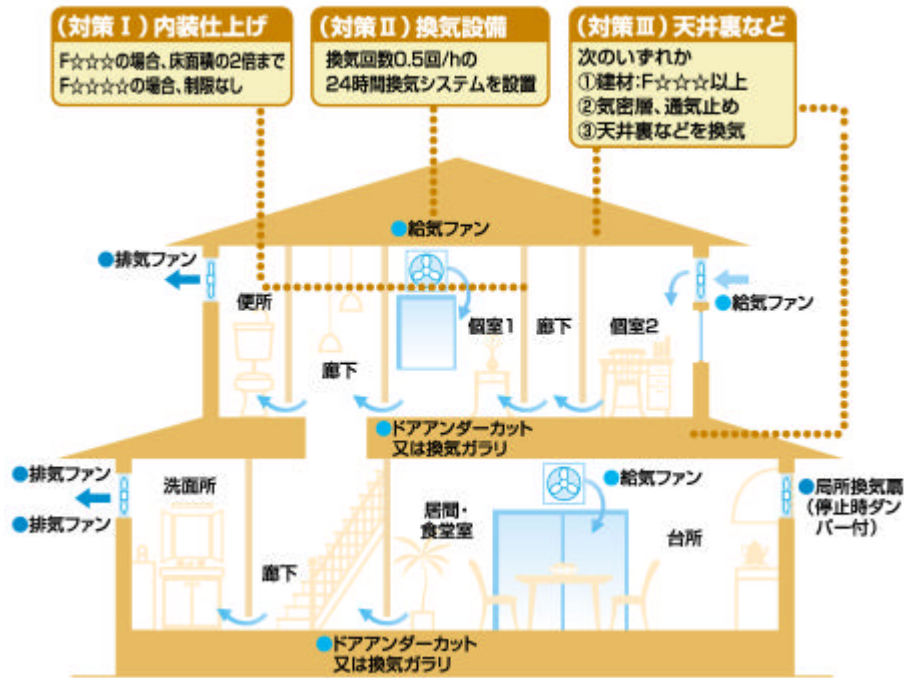 (対策Ⅰ)内装仕上げ
F☆☆☆の場合、床面積の2倍まで
F☆☆☆☆の場合、制限なし
(対策Ⅱ)換気設備
換気回数0.5回/hの
24時間換気システムを設置
(対策Ⅲ)天井裏など
次のいずれか
①建材:F☆☆☆以上
②気密層、通気止め
③天井裏などを換気
●給気ファン
●排気ファン
便所
廊下
個室1
廊下
個室2
●給気ファン
●ドアアンダーカット
又は換気ガラリ
●排気ファン
●排気ファン
洗面所
廊下
居間・
食堂室
●給気ファン
台所
●局所換気扇
(停止時ダン
パー付)
●ドアアンダーカット
又は換気ガラリ